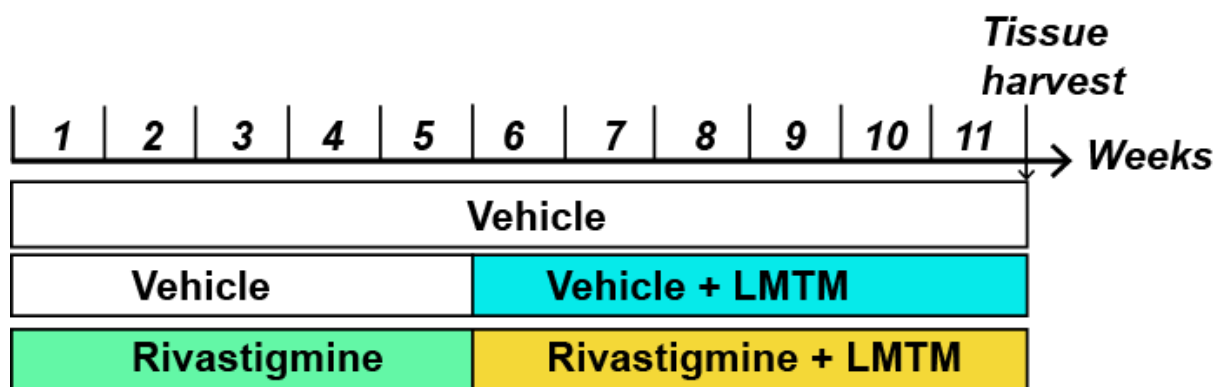 Tissue
harvest
1 2 3 4 5 6 7 8 9 10 11
Weeks
Vehicle
Vehicle Vehicle + LMTM
Rivastigmine Rivastigmine + LMTM